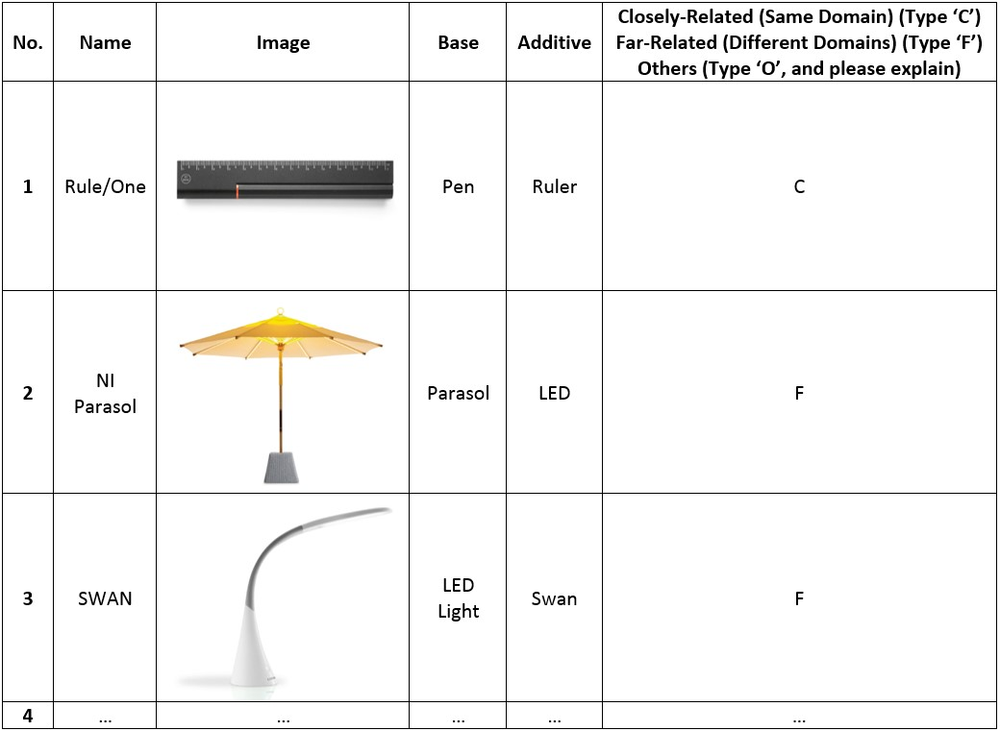 No.
Name
Image
Base
Additive
Closely-Related (Same Domain) (Type ‘C’)
Far-Related (Different Domains) (Type ‘F’)
Others (Type ‘O’, and please explain)
1
Rule/One
Pen
Ruler
C
2
NI
Parasol
Parasol
LED
F
3
SWAN
LED
Light
Swan
F
4
...
...
...
...
...